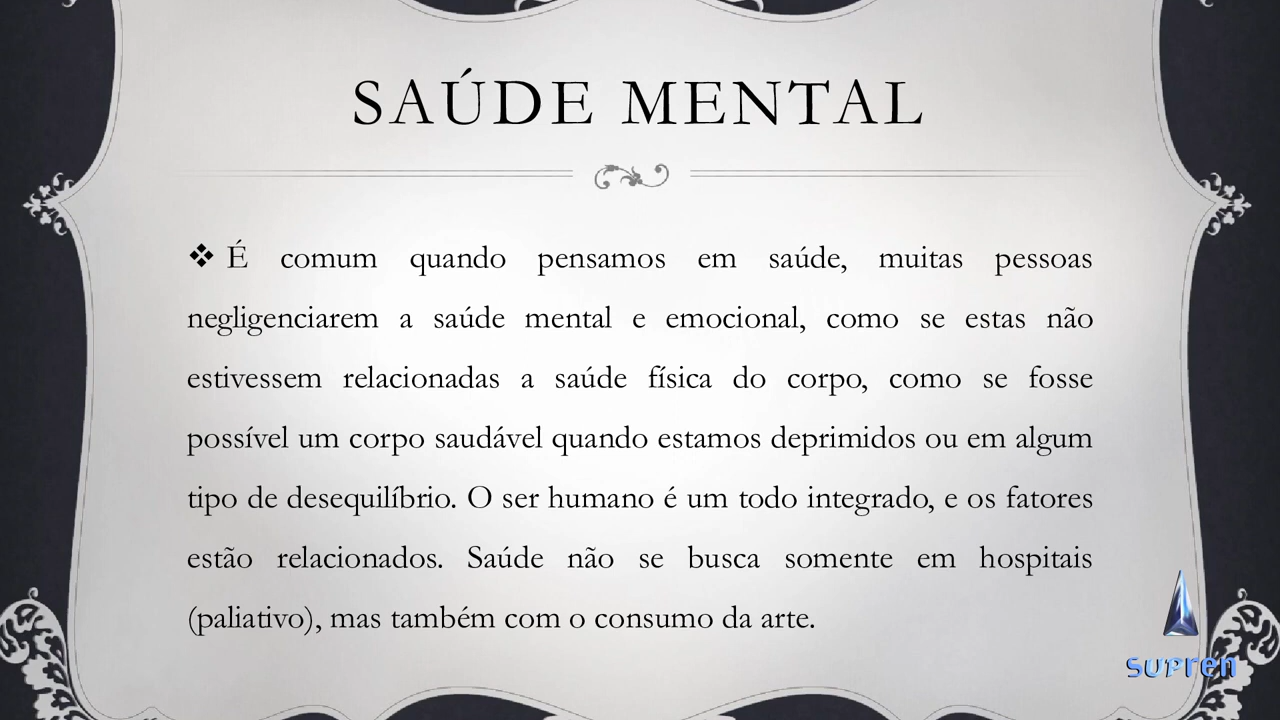 SAÚDE MENTAL
❖ É comum quando pensamos em saúde, muitas pessoas
negligenciarem a saúde mental e emocional, como se estas não
estivessem relacionadas a saúde física do corpo, como se fosse
possível um corpo saudável quando estamos deprimidos ou em algum
tipo de desequilíbrio. O ser humano é um todo integrado, e os fatores
estão relacionados. Saúde não se busca somente em hospitais
(paliativo), mas também com o consumo da arte.
Supren